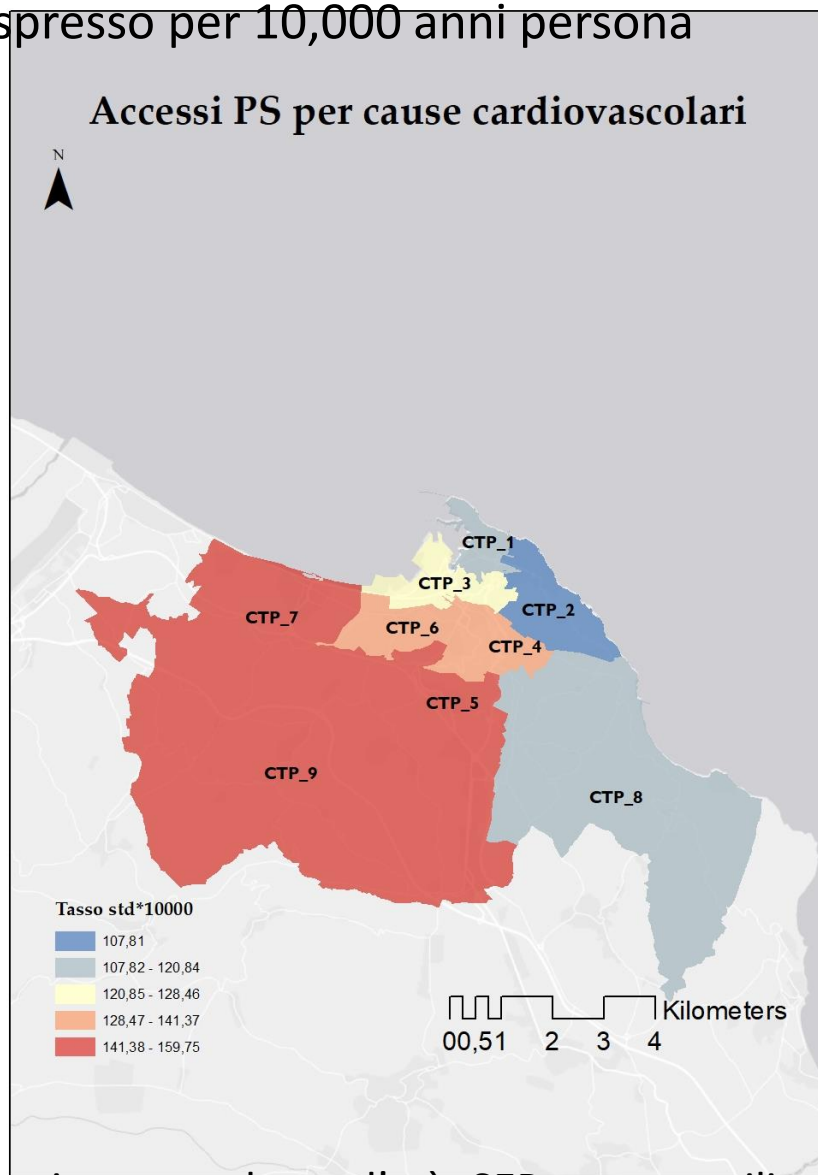 spresso per 10,000 anni persona
Accessi PS per cause cardiovascolari
N
CTP_1
CTP_3
CTP_2
CTP_7
CTP_6
CTP_4
CTP_5
CTP_9
CTP_8
Tasso std*10000
107,81
107,82 - 120,84
120,85 - 128,46
128,47 - 141,37
141,38 - 159,75
Kilometers
00,51 2 3 4